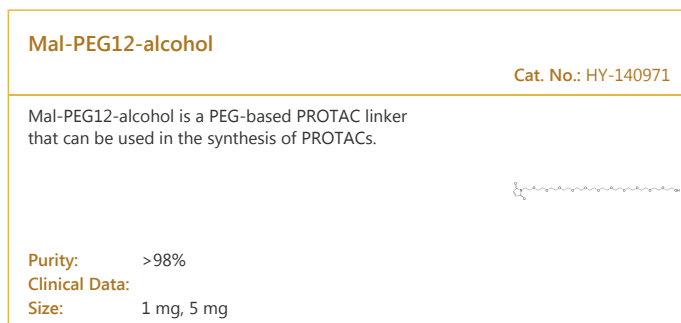 Mal-PEG12-alcohol
Cat. No.: HY-140971
Mal-PEG12-alcohol is a PEG-based PROTAC linker
that can be used in the synthesis of PROTACs.
Purity: >98%
Clinical Data:
Size: 1 mg, 5 mg